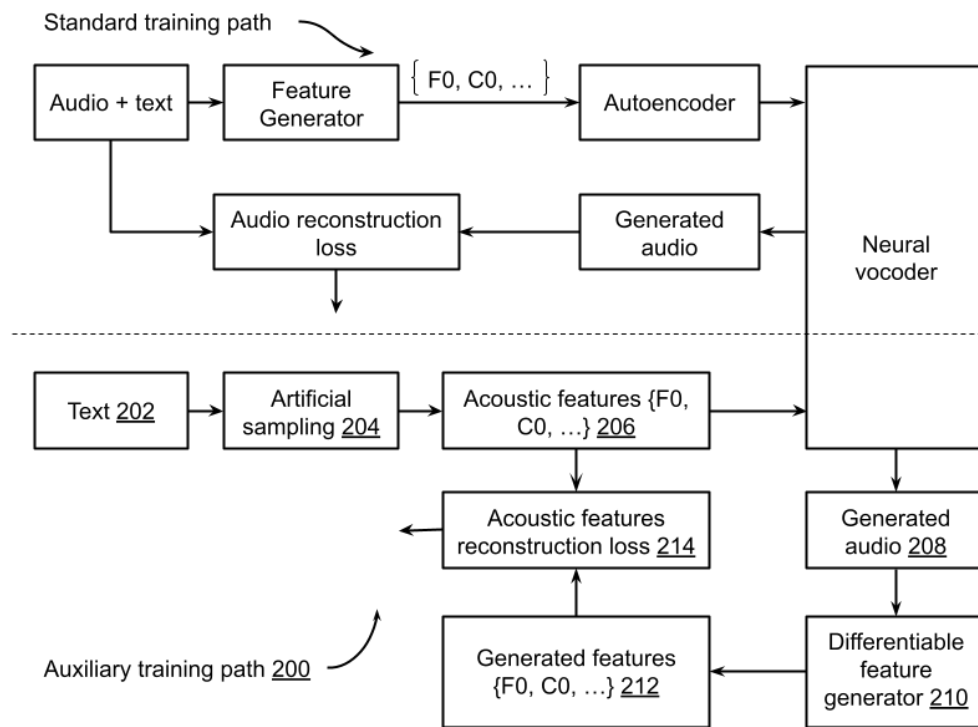 Standard training path
Audio + text
Feature
Generator
{ F0, C0, … }
Autoencoder
Neural
vocoder
Audio reconstruction
loss
Generated
audio
Text 202
Artificial
sampling 204
Acoustic features {F0,
C0, …} 206
Acoustic features
reconstruction loss 214
Generated
audio 208
Auxiliary training path 200
Generated features
{F0, C0, …} 212
Differentiable
feature
generator 210